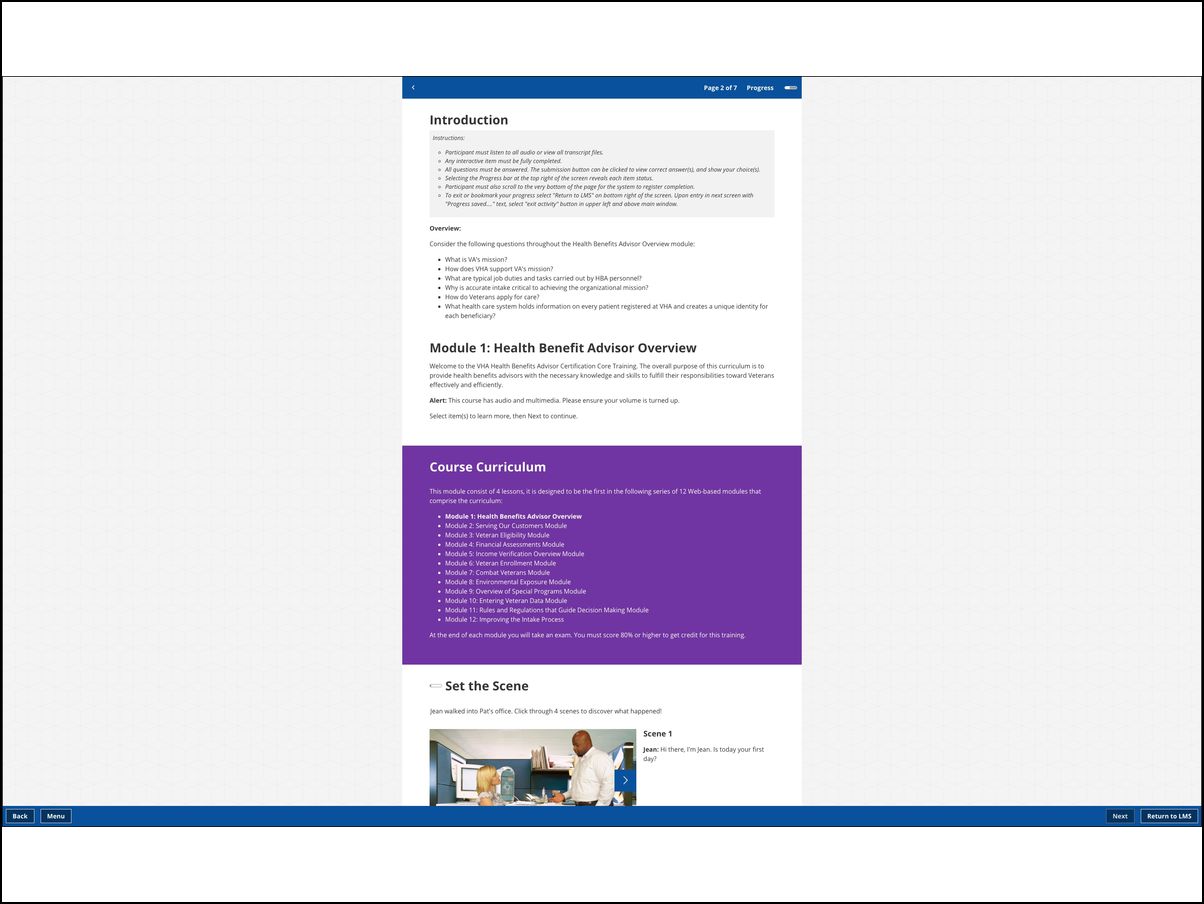 Page 2 of 7 Progress
Introduction
Instructions:
Participant must listen to all audio or view all transcript files.
Any interactive item must be fully completed.
All questions must be answered. The submission button can be clicked to view correct answer(s), and show your choice(s).
Selecting the Progress bar at the top right of the screen reveals each item status.
Participant must also scroll to the very bottom of the page for the system to register completion.
To exit or bookmark your progress select "Return to LMS" on bottom right of the screen. Upon entry in next screen with
"Progress saved...." text, select "exit activity" button in upper left and above main window.
Overview:
Consider the following questions throughout the Health Benefits Advisor Overview module:
What is VA's mission?
How does VHA support VA's mission?
What are typical job duties and tasks carried out by HBA personnel?
Why is accurate intake critical to achieving the organizational mission?
How do Veterans apply for care?
What health care system holds information on every patient registered at VHA and creates a unique identity for
each beneficiary?
Module 1: Health Benefit Advisor Overview
Welcome to the VHA Health Benefits Advisor Certification Core Training. The overall purpose of this curriculum is to
provide health benefits advisors with the necessary knowledge and skills to fulfill their responsibilities toward Veterans
effectively and efficiently.
Alert: This course has audio and multimedia. Please ensure your volume is turned up.
Select item(s) to learn more, then Next to continue.
Course Curriculum
This module consist of 4 lessons, it is designed to be the first in the following series of 12 Web-based modules that
comprise the curriculum:
Module 1: Health Benefits Advisor Overview
Module 2: Serving Our Customers Module
Module 3: Veteran Eligibility Module
Module 4: Financial Assessments Module
Module 5: Income Verification Overview Module
Module 6: Veteran Enrollment Module
Module 7: Combat Veterans Module
Module 8: Environmental Exposure Module
Module 9: Overview of Special Programs Module
Module 10: Entering Veteran Data Module
Module 11: Rules and Regulations that Guide Decision Making Module
Module 12: Improving the Intake Process
At the end of each module you will take an exam. You must score 80% or higher to get credit for this training.
Set the Scene
Jean walked into Pat's office. Click through 4 scenes to discover what happened!
Scene 1
Jean: Hi there, I'm Jean. Is today your first
day?
Back Menu Next Return to LMS